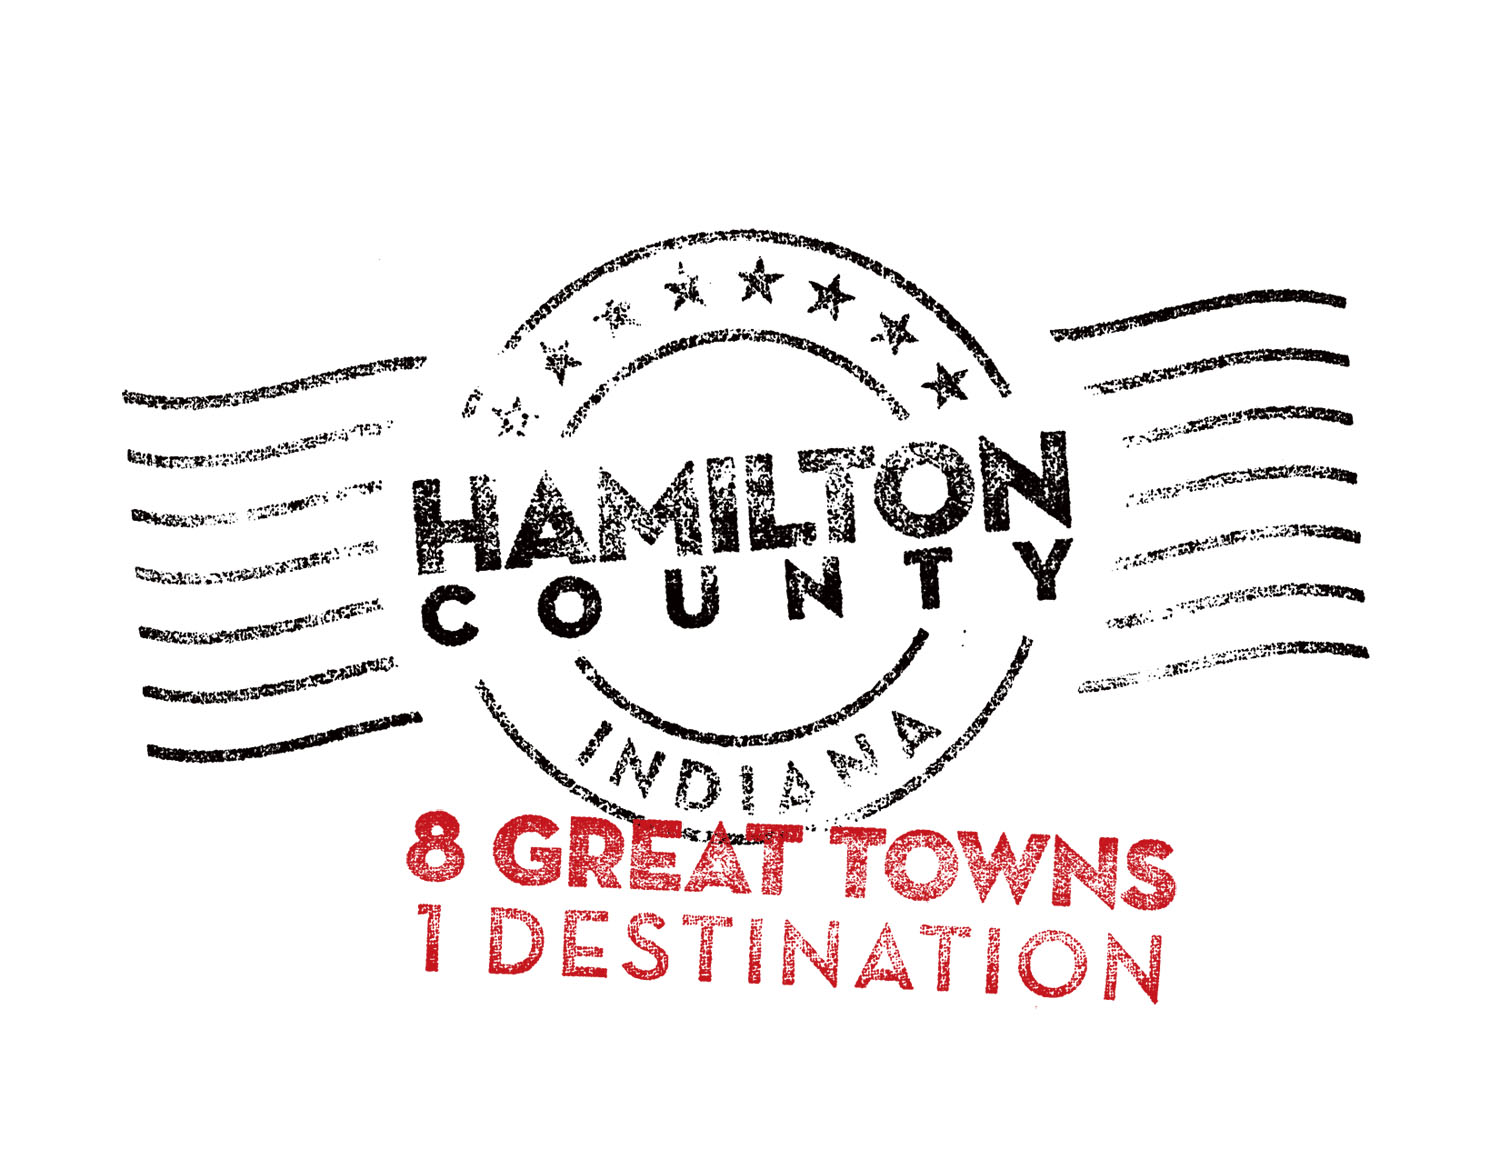 HAMILTON
COUNTY
INDIANA
8 GREAT TOWNS
1 DESTINATION